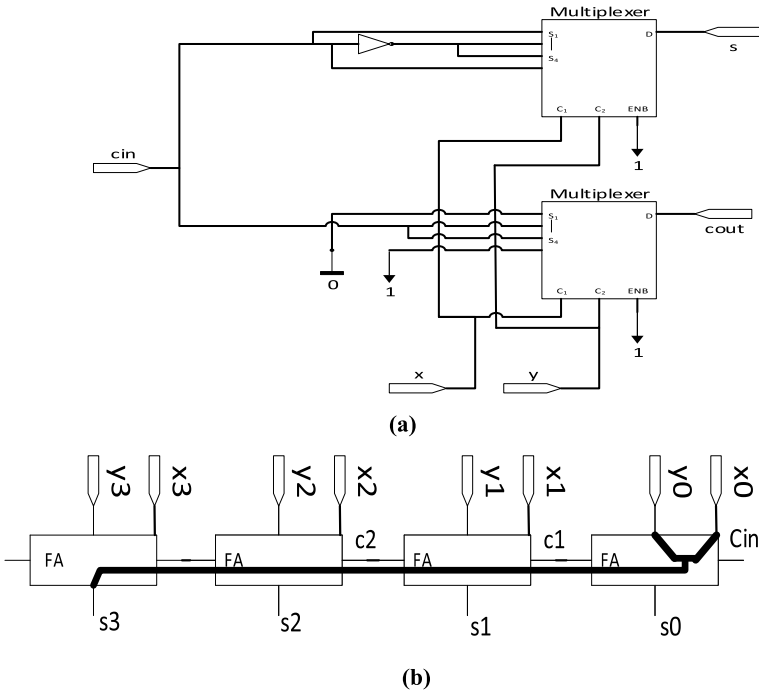 Multiplexer
S1
S4
D
s
C1 C2 ENB
1
cin
Multiplexer
S1
S4
D
cout
0
1
C1 C2 ENB
1
x
y
(a)
y3 x3 y2 x2 y1 x1 y0 x0
FA FA c2 FA c1 FA Cin
s3 s2 s1 s0
(b)